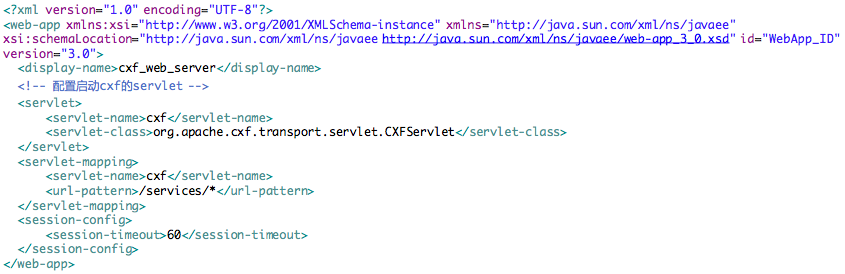 <?xml version="1.0" encoding="UTF-8"?>
<web-app xmlns:xsi="http://www.w3.org/2001/XMLSchema-instance" xmlns="http://java.sun.com/xml/ns/javaee"
xsi:schemaLocation="http://java.sun.com/xml/ns/javaee http://java.sun.com/xml/ns/javaee/web-app_3_0.xsd" id="WebApp_ID"
version="3.0">
<display-name>cxf_web_server</display-name>
<!-- 配置启动cxf的servlet -->
<servlet>
<servlet-name>cxf</servlet-name>
<servlet-class>org.apache.cxf.transport.servlet.CXFServlet</servlet-class>
</servlet>
<servlet-mapping>
<servlet-name>cxf</servlet-name>
<url-pattern>/services/*</url-pattern>
</servlet-mapping>
<session-config>
<session-timeout>60</session-timeout>
</session-config>
</web-app>